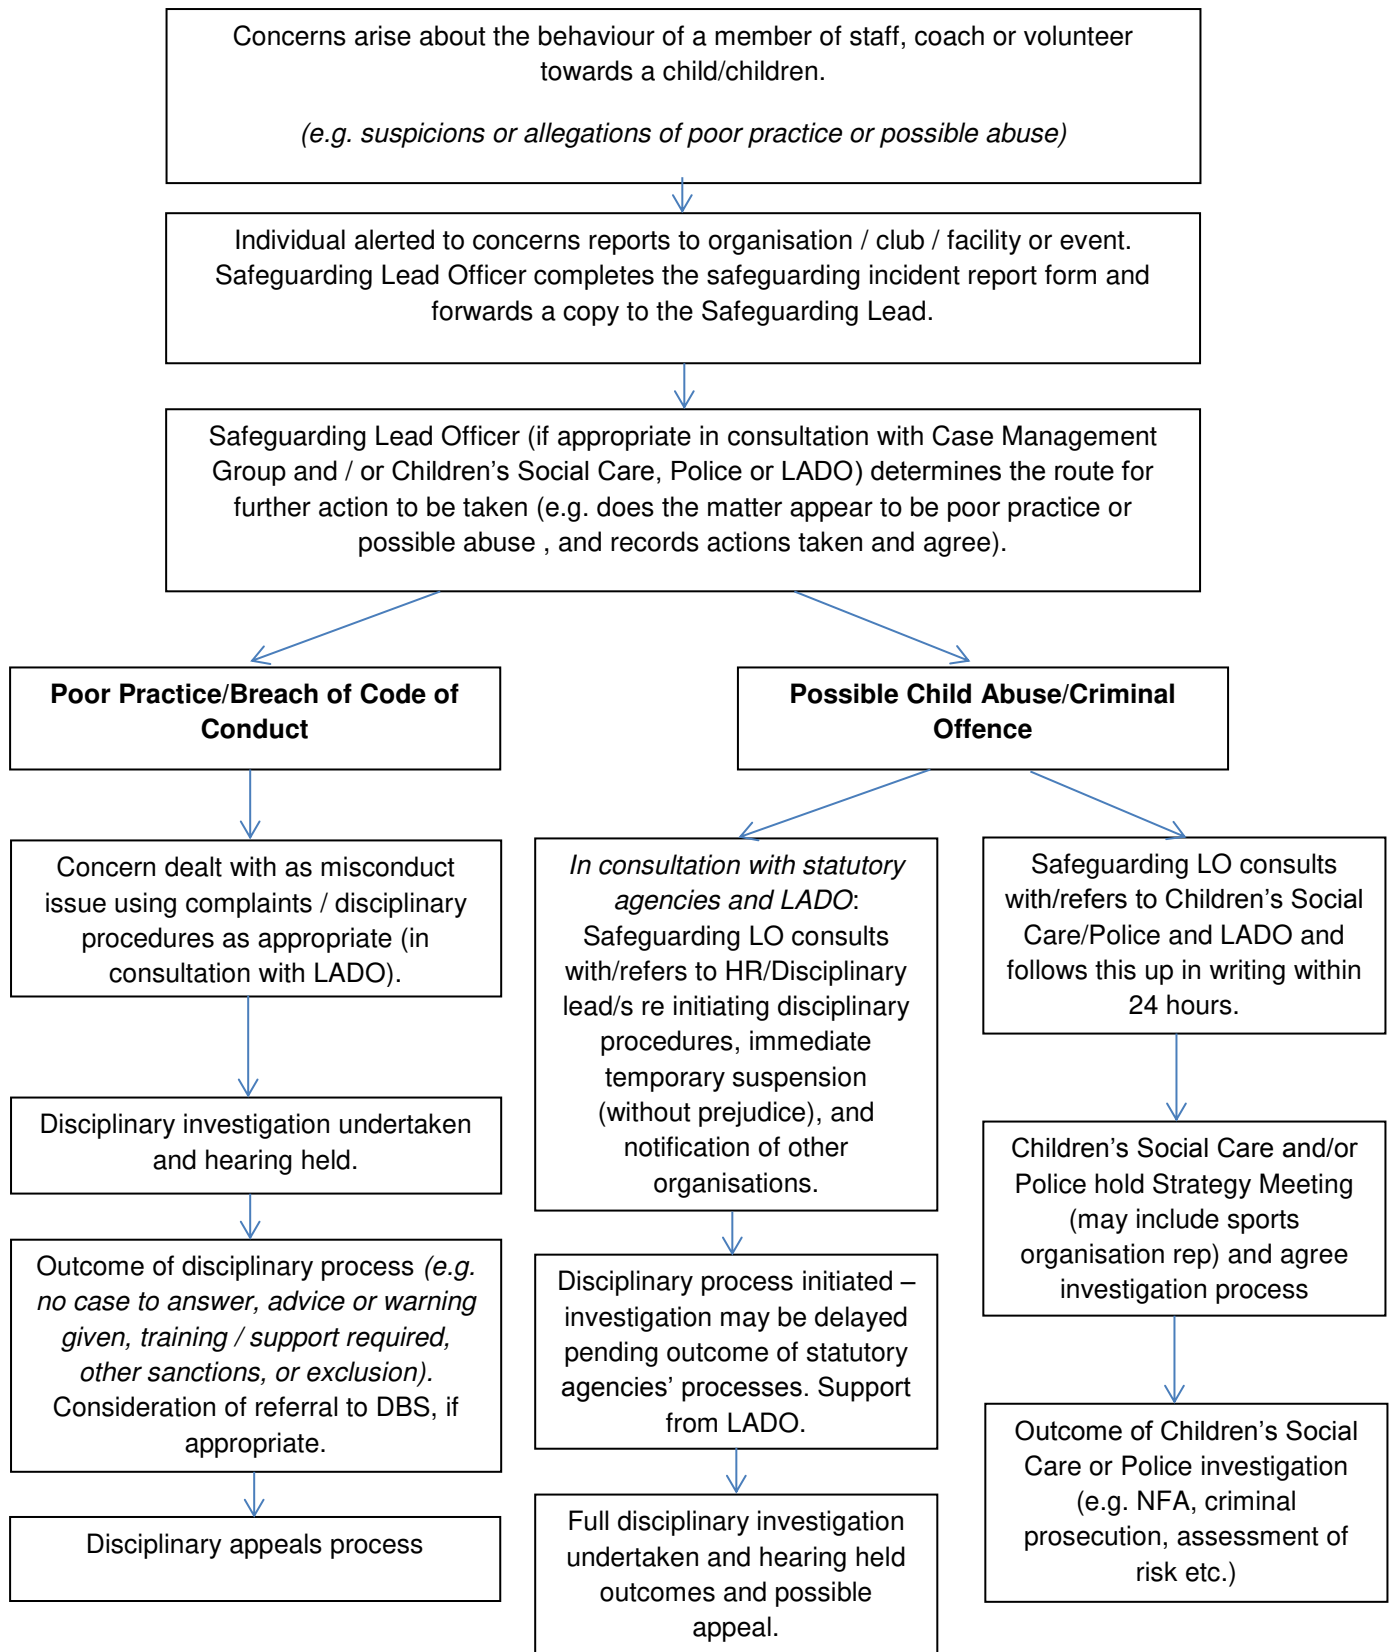 Concerns arise about the behaviour of a member of staff, coach or volunteer
towards a child/children.
(e.g. suspicions or allegations of poor practice or possible abuse)
Individual alerted to concerns reports to organisation / club / facility or event.
Safeguarding Lead Officer completes the safeguarding incident report form and
forwards a copy to the Safeguarding Lead.
Safeguarding Lead Officer (if appropriate in consultation with Case Management
Group and / or Children's Social Care, Police or LADO) determines the route for
further action to be taken (e.g. does the matter appear to be poor practice or
possible abuse , and records actions taken and agree).
Poor Practice/Breach of Code of
Conduct
Concern dealt with as misconduct
issue using complaints / disciplinary
procedures as appropriate (in
consultation with LADO).
Disciplinary investigation undertaken
and hearing held.
Outcome of disciplinary process (e.g.
no case to answer, advice or warning
given, training / support required,
other sanctions, or exclusion).
Consideration of referral to DBS, if
appropriate.
Disciplinary appeals process
Possible Child Abuse/Criminal
Offence
In consultation with statutory
agencies and LADO:
Safeguarding LO consults
with/refers to HR/Disciplinary
lead/s re initiating disciplinary
procedures, immediate
temporary suspension
(without prejudice), and
notification of other
organisations.
Disciplinary process initiated –
investigation may be delayed
pending outcome of statutory
agencies' processes. Support
from LADO.
Full disciplinary investigation
undertaken and hearing held
outcomes and possible
appeal.
Safeguarding LO consults
with/refers to Children's Social
Care/Police and LADO and
follows this up in writing within
24 hours.
Children's Social Care and/or
Police hold Strategy Meeting
(may include sports
organisation rep) and agree
investigation process
Outcome of Children's Social
Care or Police investigation
(e.g. NFA, criminal
prosecution, assessment of
risk etc.)